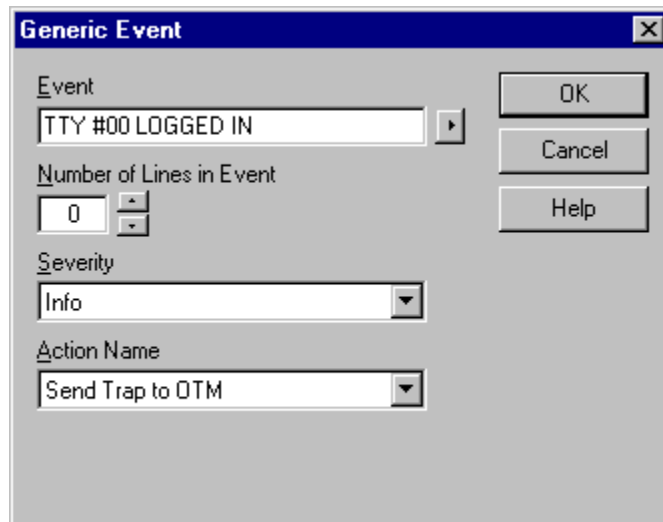 Generic Event
Event
TTY #00 LOGGED IN
Number of Lines in Event
0
Severity
Info
Action Name
Send Trap to OTM
OK
Cancel
Help